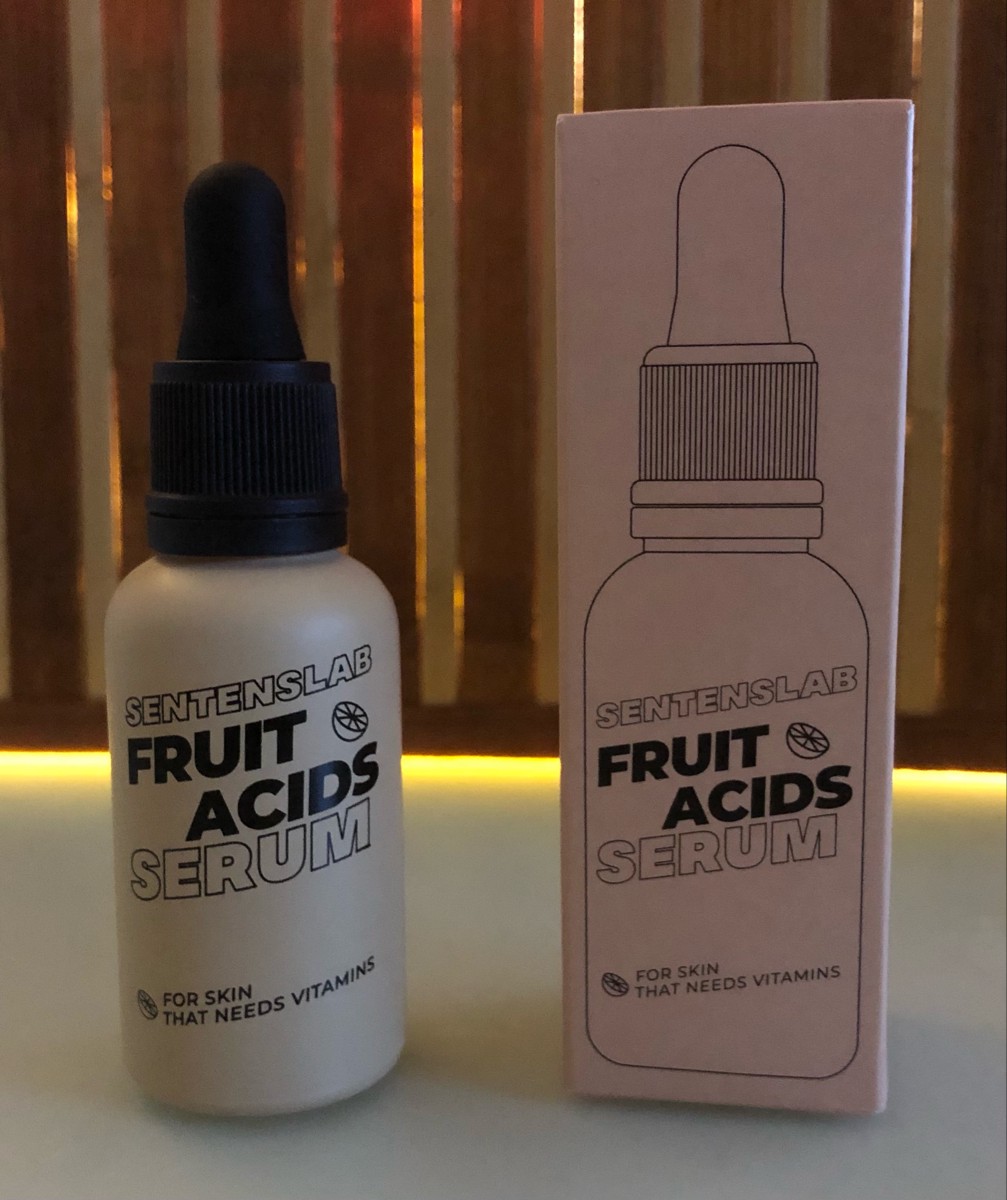 SENTENSLAB
FRUIT
ACIDS
SERUM
FOR SKIN
THAT NEEDS VITAMINS
SENTENSLAB
FRUIT
ACIDS
SERUM
FOR SKIN
THAT NEEDS VITAMINS